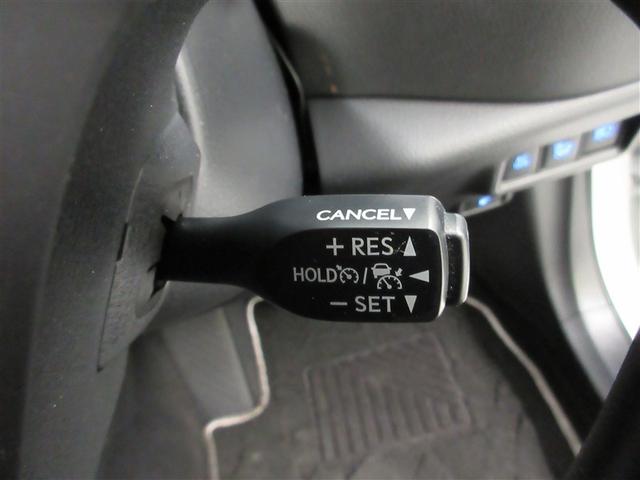 CANCEL▼
+ RES ▲
HOLD / ◀
− SET ▼